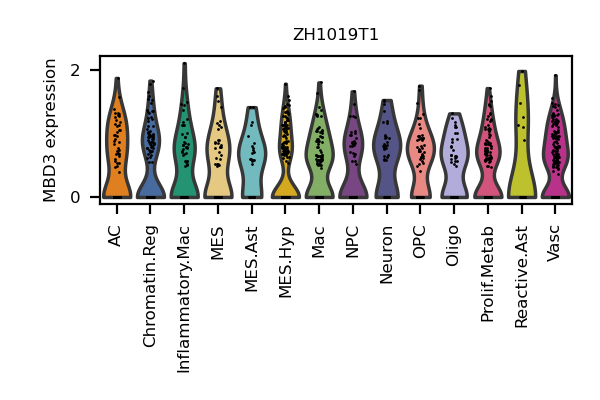 ZH1019T1
MBD3 expression
2
0
AC
Chromatin.Reg
Inflammatory.Mac
MES
MES.Ast
MES.Hyp
Mac
NPC
Neuron
OPC
Oligo
Prolif.Metab
Reactive.Ast
Vasc